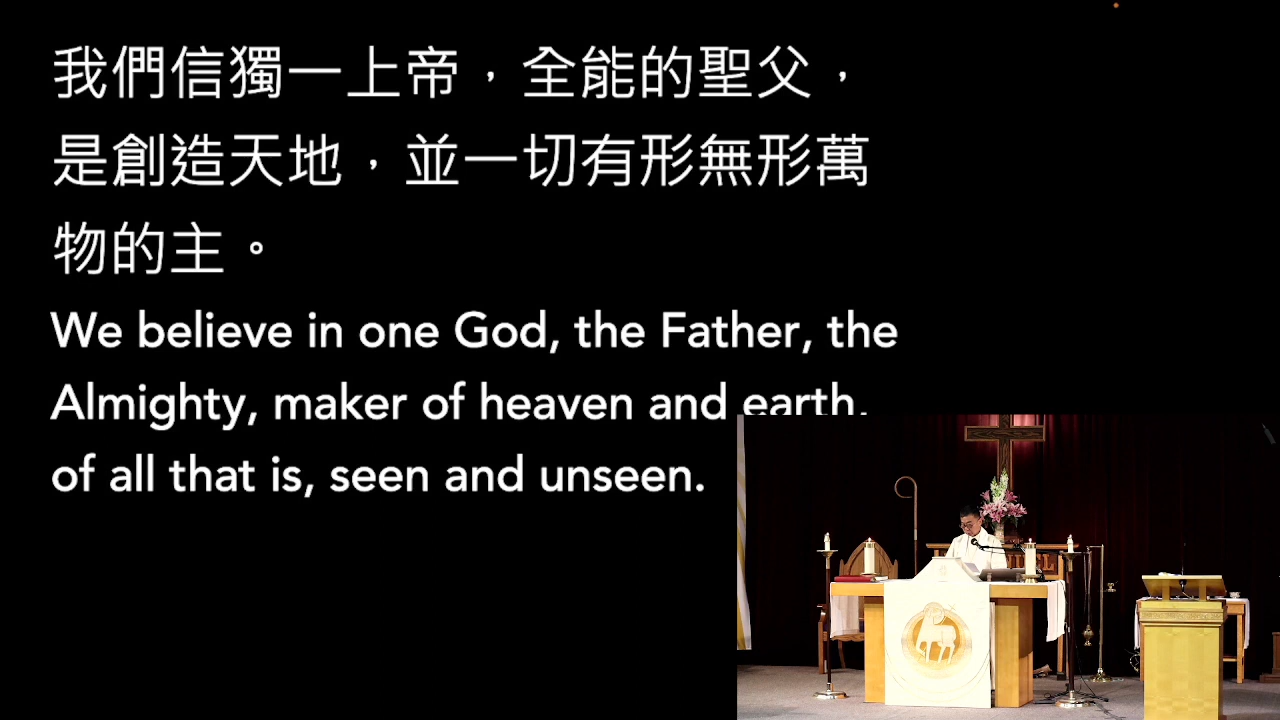 我們信獨一上帝，全能的聖父，
是創造天地，並一切有形無形萬
物的主。
We believe in one God, the Father, the
Almighty, maker of heaven and earth,
of all that is, seen and unseen.